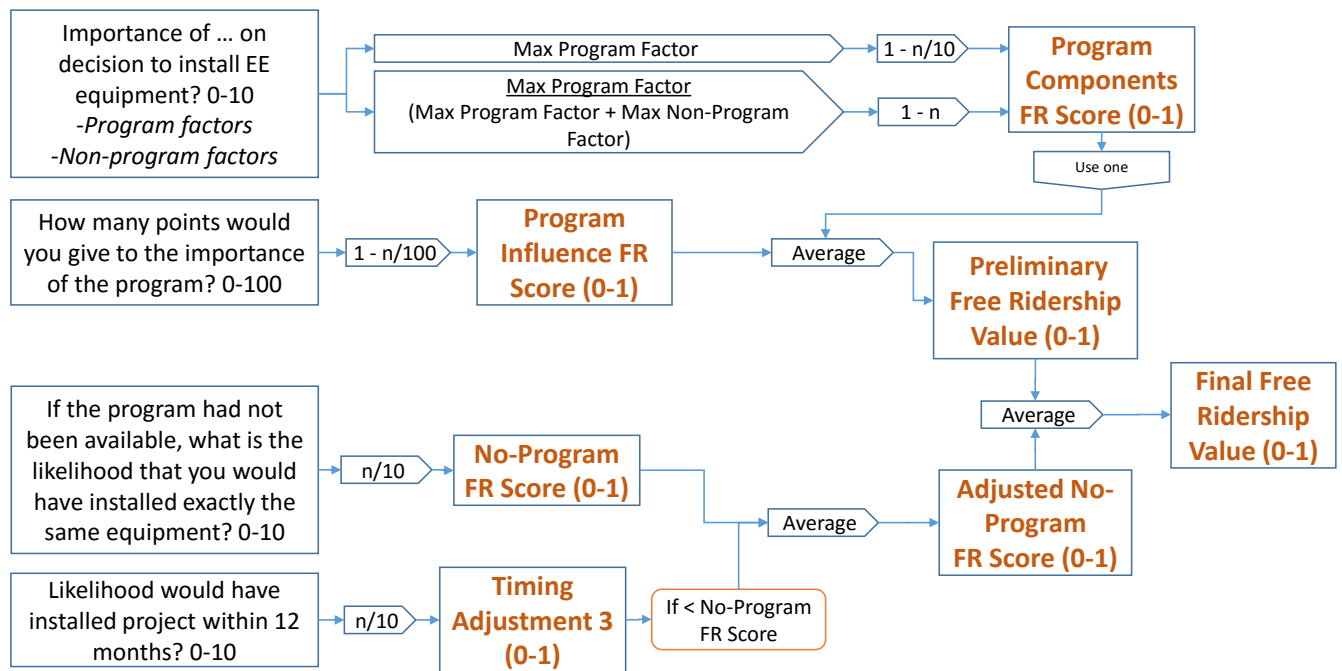 Importance of ... on
decision to install EE
equipment? 0-10
-Program factors
-Non-program factors
Max Program Factor
1 - n/10
Max Program Factor
(Max Program Factor + Max Non-Program
Factor)
1 - n
Program
Components
FR Score (0-1)
Use one
How many points would
you give to the importance
of the program? 0-100
1 - n/100
Program
Influence FR
Score (0-1)
Average
Preliminary
Free Ridership
Value (0-1)
If the program had not
been available, what is the
likelihood that you would
have installed exactly the
same equipment? 0-10
n/10
No-Program
FR Score (0-1)
Average
Adjusted No-
Program
FR Score (0-1)
Average
Final Free
Ridership
Value (0-1)
Likelihood would have
installed project within 12
months? 0-10
n/10
Timing
Adjustment 3
(0-1)
If < No-Program
FR Score